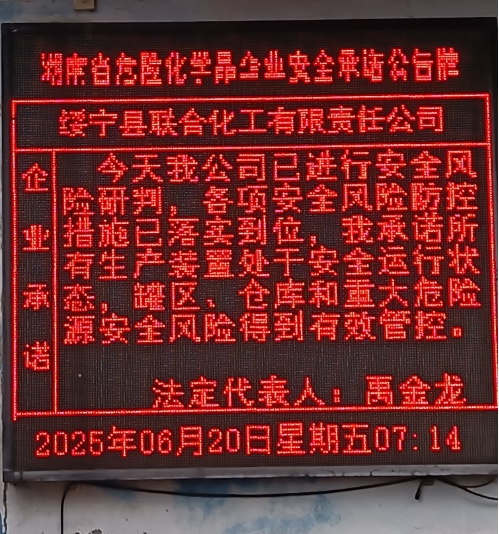 湖南省危险化学品企业安全承诺公告牌
绥宁县联合化工有限责任公司
企业承诺
今天我公司已进行安全风
险研判，各项安全风险防控
措施已落实到位，我承诺所
有生产装置处于安全运行状
态，罐区、仓库和重大危险
源安全风险得到有效管控。
法定代表人：禹金龙
2025年06月20日星期五07:14